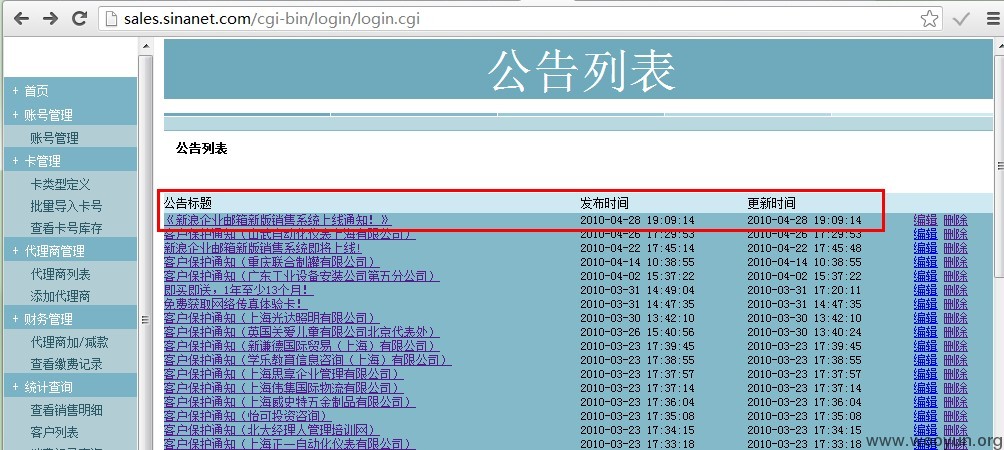 sales.sinanet.com/cgi-bin/login/login.cgi
公告列表
+ 首页
+ 账号管理
账号管理
+ 卡管理
卡类型定义
批量导入卡号
查看卡号库存
+ 代理商管理
代理商列表
添加代理商
+ 财务管理
代理商加/减款
查看缴费记录
+ 统计查询
查看销售明细
客户列表
公告列表
公告标题 发布时间 更新时间
《新浪企业邮箱新版销售系统上线通知！》 2010-04-28 19:09:14 2010-04-28 19:09:14 编辑 删除
客户保护通知（山武自动化仪表上海有限公司） 2010-04-26 17:29:53 2010-04-26 17:29:53 编辑 删除
新浪企业邮箱新版销售系统即将上线！ 2010-04-22 17:45:14 2010-04-22 17:45:48 编辑 删除
客户保护通知（重庆联合制罐有限公司） 2010-04-14 10:38:55 2010-04-14 10:38:55 编辑 删除
客户保护通知（广东工业设备安装公司第五分公司） 2010-04-02 15:37:22 2010-04-02 15:37:22 编辑 删除
即买即送，1年至少13个月！ 2010-03-31 14:49:04 2010-03-31 17:20:11 编辑 删除
免费获取网络传真体验卡！ 2010-03-31 14:47:35 2010-03-31 14:47:35 编辑 删除
客户保护通知（上海光达照明有限公司） 2010-03-30 13:42:10 2010-03-30 13:42:10 编辑 删除
客户保护通知（英国关爱儿童有限公司北京代表处） 2010-03-26 15:40:56 2010-03-30 13:40:24 编辑 删除
客户保护通知（新谦德国际贸易（上海）有限公司） 2010-03-23 17:39:45 2010-03-23 17:39:45 编辑 删除
客户保护通知（学乐教育信息咨询（上海）有限公司） 2010-03-23 17:38:55 2010-03-23 17:38:55 编辑 删除
客户保护通知（上海思享企业管理有限公司） 2010-03-23 17:37:57 2010-03-23 17:37:57 编辑 删除
客户保护通知（上海伟集国际物流有限公司） 2010-03-23 17:37:14 2010-03-23 17:37:14 编辑 删除
客户保护通知（上海威史特五金制品有限公司） 2010-03-23 17:36:04 2010-03-23 17:36:04 编辑 删除
客户保护通知（怡可投资咨询） 2010-03-23 17:35:08 2010-03-23 17:35:08 编辑 删除
客户保护通知（北大经理人管理培训网） 2010-03-23 17:34:15 2010-03-23 17:34:15 编辑 删除
客户保护通知（上海正一自动化仪表有限公司） 2010-03-23 17:33:18 2010-03-23 17:33:18 编辑 删除
www.wooyun.org